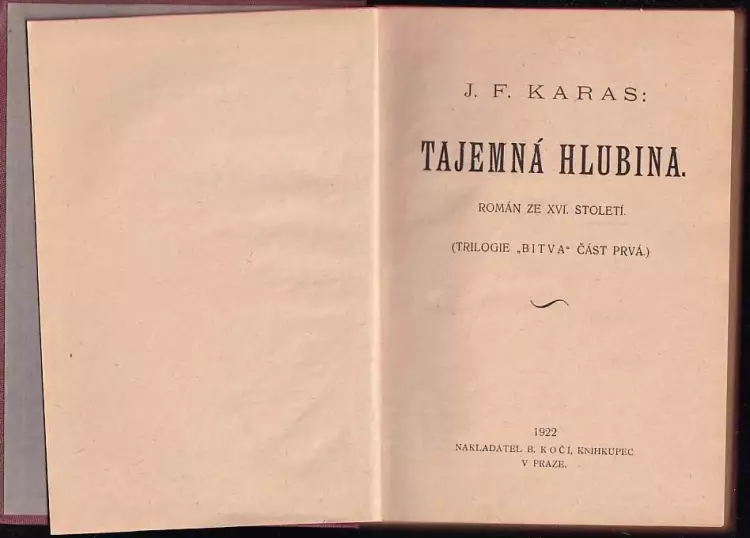 J. F. KARAS:
TAJEMNÁ HLUBINA.
ROMÁN ZE XVI. STOLETÍ.
(TRILOGIE „BITVA“ ČÁST PRVÁ.)
1922
NAKLADATEL B. KOČÍ, KNIHKUPEC
V PRAZE.